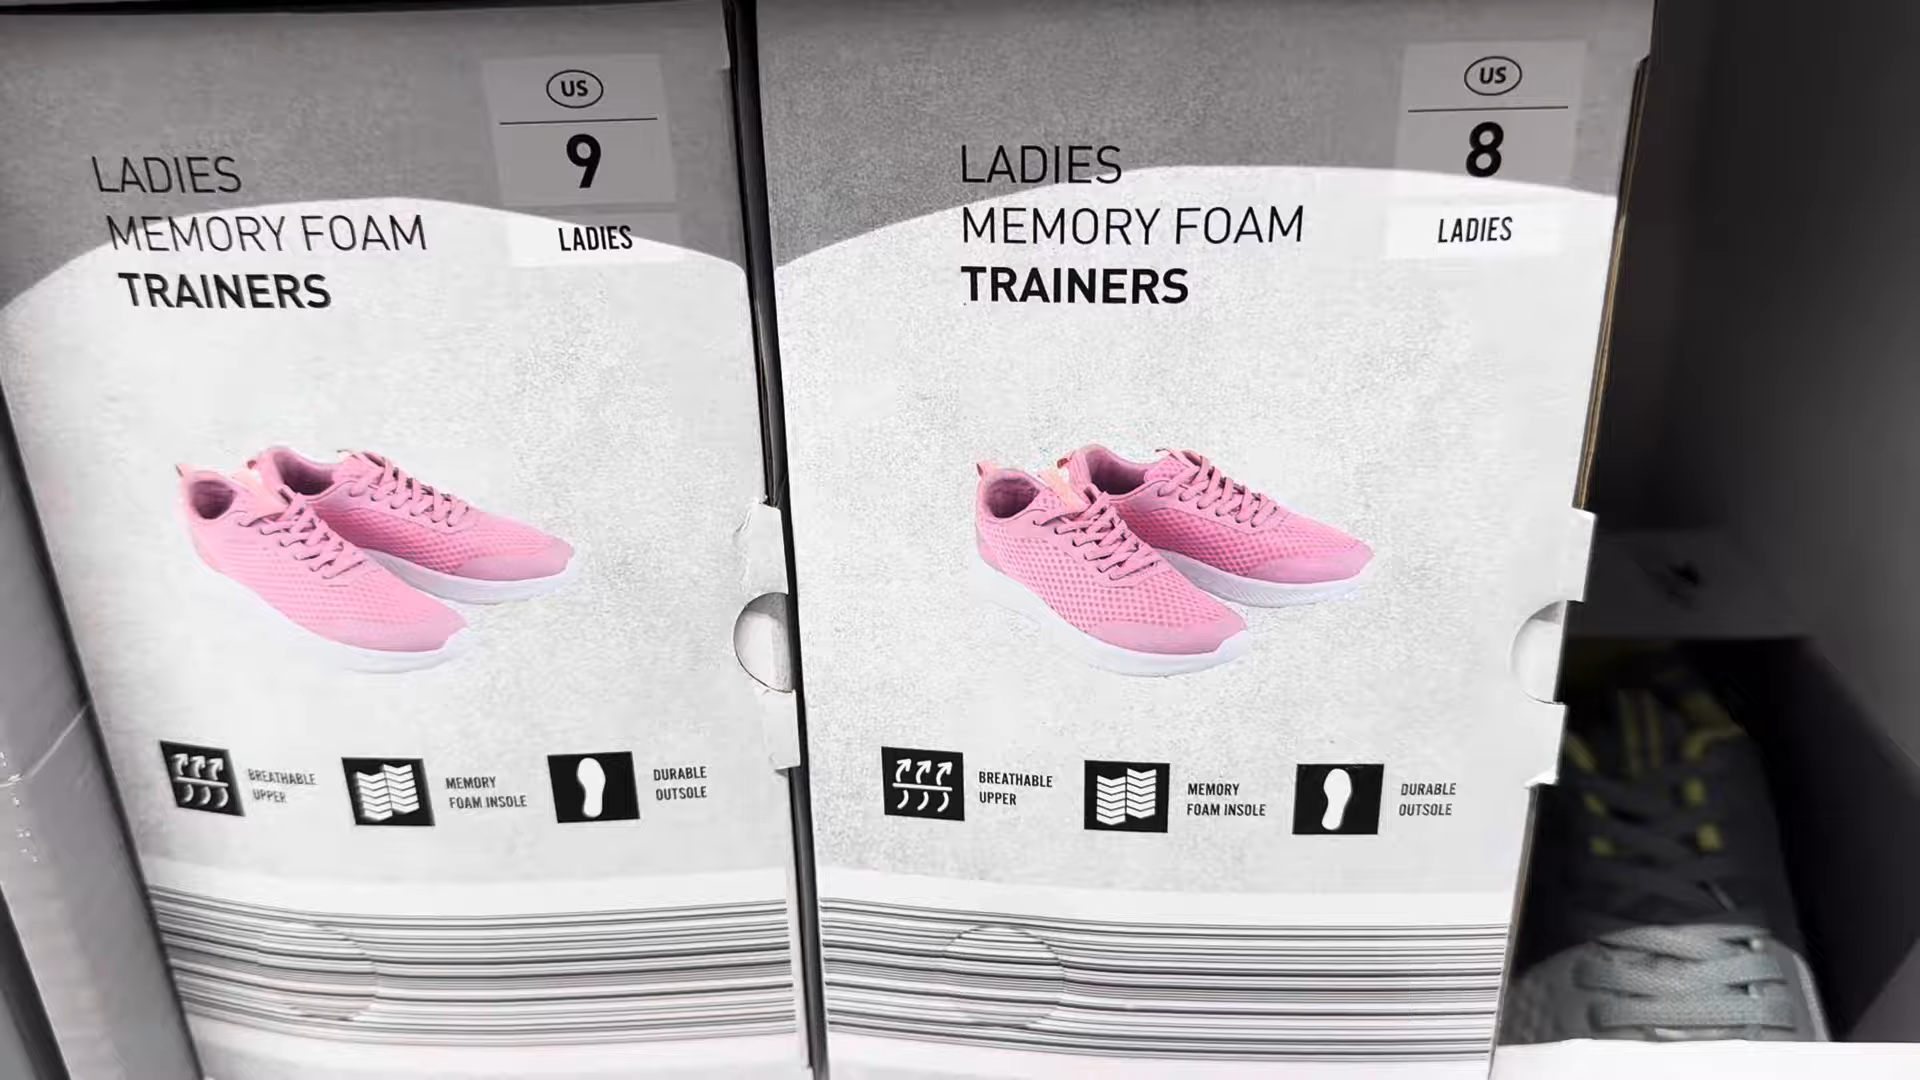 US
9
LADIES
LADIES
MEMORY FOAM
TRAINERS
BREATHABLE
UPPER
MEMORY
FOAM INSOLE
DURABLE
OUTSOLE
US
8
LADIES
LADIES
MEMORY FOAM
TRAINERS
BREATHABLE
UPPER
MEMORY
FOAM INSOLE
DURABLE
OUTSOLE